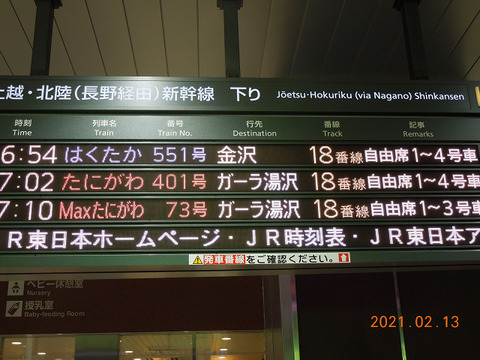 上越・北陸(長野経由)新幹線 下り Jōetsu・Hokuriku (via Nagano) Shinkansen
時刻 列車名 番号 行先 番線 記事
Time Train Train No. Destination Track Remarks
6:54 はくたか 551号 金沢 18番線 自由席1〜4号車
7:02 たにがわ 401号 ガーラ湯沢 18番線 自由席1〜4号車
7:10 Maxたにがわ 73号 ガーラ湯沢 18番線 自由席1〜3号車
R東日本ホームページ・JR時刻表・JR東日本ア
⚠発車番線をご確認ください。
ベビー休憩室
Nursery
授乳室
Baby-feeding Room
2021.02.13